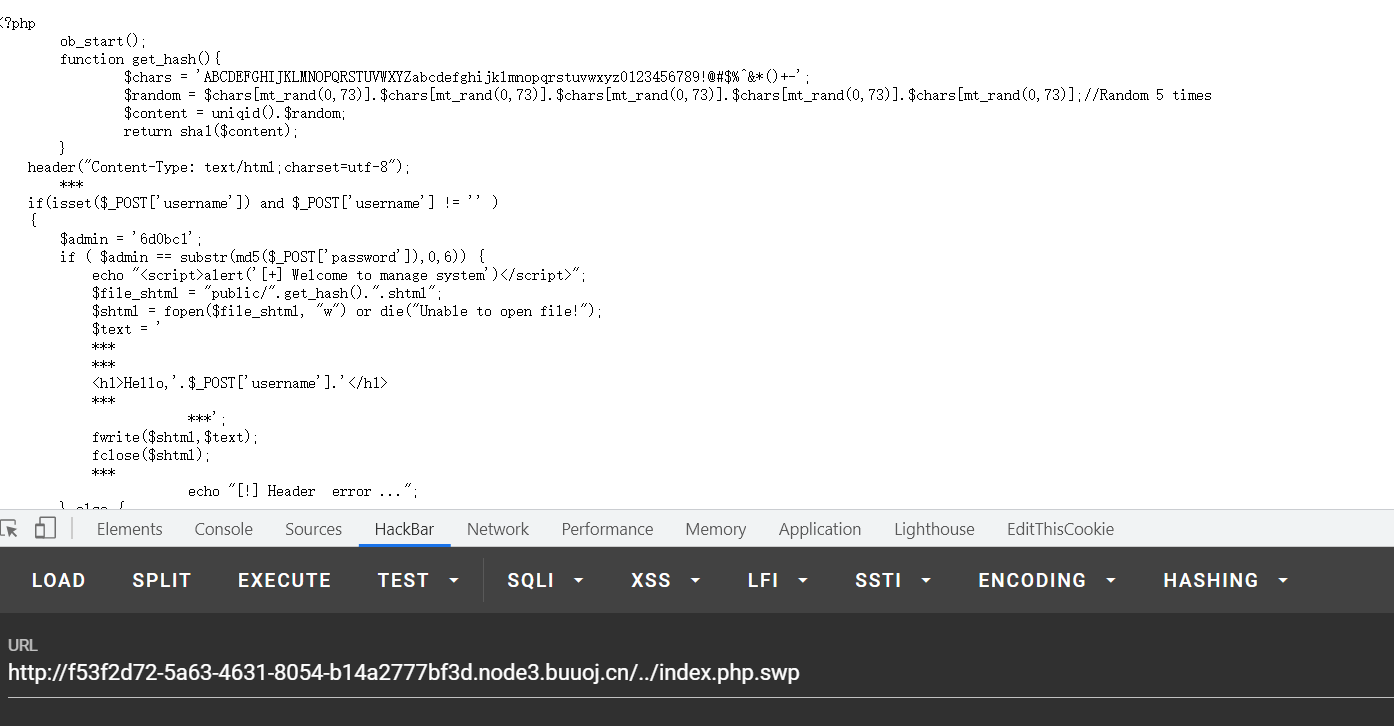 <?php
ob_start();
function get_hash(){
$chars = 'ABCDEFGHIJKLMNOPQRSTUVWXYZabcdefghijklmnopqrstuvwxyz0123456789!@#$%^&*()+-';
$random = $chars[mt_rand(0,73)].$chars[mt_rand(0,73)].$chars[mt_rand(0,73)].$chars[mt_rand(0,73)].$chars[mt_rand(0,73)];//Random 5 times
$content = uniqid().$random;
return sha1($content);
}
header("Content-Type: text/html;charset=utf-8");
***
if(isset($_POST['username']) and $_POST['username'] != '' )
{
$admin = '6d0bc1';
if ( $admin == substr(md5($_POST['password']),0,6)) {
echo "<script>alert('[+] Welcome to manage system')</script>";
$file_shtml = "public/".get_hash().".shtml";
$shtml = fopen($file_shtml, "w") or die("Unable to open file!");
$text = '
***
***
<h1>Hello,'.$_POST['username'].'</h1>
***
***';
fwrite($shtml,$text);
fclose($shtml);
***
echo "[!] Header  error ...";
} else {
Elements Console Sources HackBar Network Performance Memory Application Lighthouse EditThisCookie
LOAD SPLIT EXECUTE TEST SQLI XSS LFI SSTI ENCODING HASHING
URL
http://f53f2d72-5a63-4631-8054-b14a2777bf3d.node3.buuoj.cn/../index.php.swp